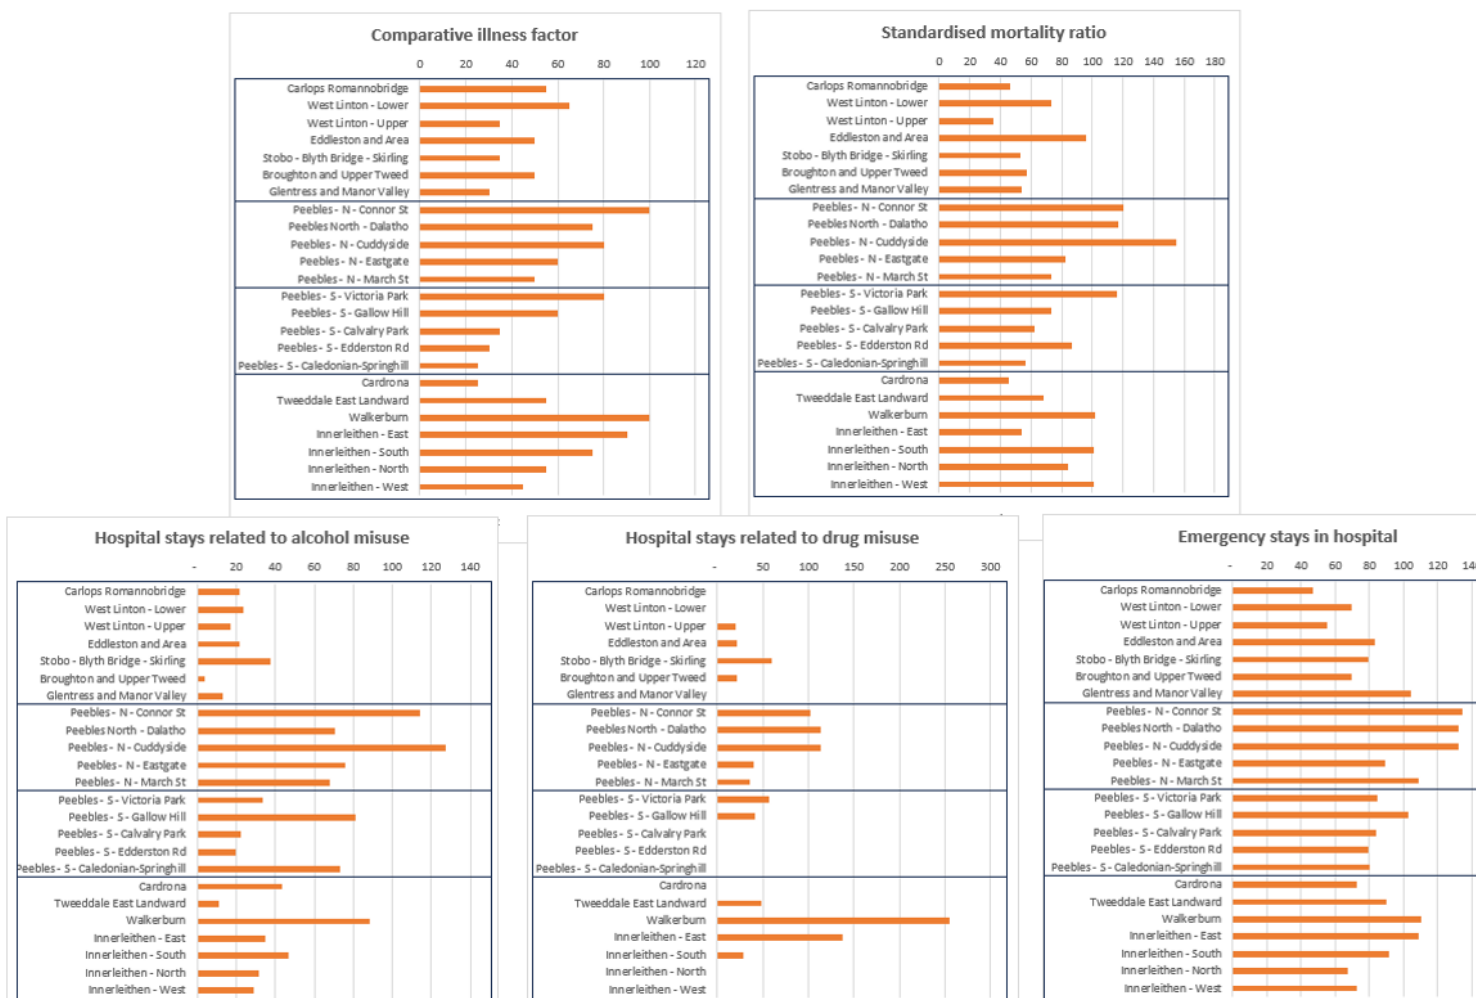 Comparative illness factor
0 20 40 60 80 100 120
Carlops Romannobridge
West Linton - Lower
West Linton - Upper
Eddleston and Area
Stobo - Blyth Bridge - Skirling
Broughton and Upper Tweed
Glentress and Manor Valley
Peebles - N - Connor St
Peebles North - Dalatho
Peebles - N - Cuddyside
Peebles - N - Eastgate
Peebles - N - March St
Peebles - S - Victoria Park
Peebles - S - Gallow Hill
Peebles - S - Calvalry Park
Peebles - S - Edderston Rd
Peebles - S - Caledonian-Springhill
Cardrona
Tweeddale East Landward
Walkerburn
Innerleithen - East
Innerleithen - South
Innerleithen - North
Innerleithen - West
Standardised mortality ratio
0 20 40 60 80 100 120 140 160 180
Carlops Romannobridge
West Linton - Lower
West Linton - Upper
Eddleston and Area
Stobo - Blyth Bridge - Skirling
Broughton and Upper Tweed
Glentress and Manor Valley
Peebles - N - Connor St
Peebles North - Dalatho
Peebles - N - Cuddyside
Peebles - N - Eastgate
Peebles - N - March St
Peebles - S - Victoria Park
Peebles - S - Gallow Hill
Peebles - S - Calvalry Park
Peebles - S - Edderston Rd
Peebles - S - Caledonian-Springhill
Cardrona
Tweeddale East Landward
Walkerburn
Innerleithen - East
Innerleithen - South
Innerleithen - North
Innerleithen - West
Hospital stays related to alcohol misuse
- 20 40 60 80 100 120 140
Carlops Romannobridge
West Linton - Lower
West Linton - Upper
Eddleston and Area
Stobo - Blyth Bridge - Skirling
Broughton and Upper Tweed
Glentress and Manor Valley
Peebles - N - Connor St
Peebles North - Dalatho
Peebles - N - Cuddyside
Peebles - N - Eastgate
Peebles - N - March St
Peebles - S - Victoria Park
Peebles - S - Gallow Hill
Peebles - S - Calvalry Park
Peebles - S - Edderston Rd
Peebles - S - Caledonian-Springhill
Cardrona
Tweeddale East Landward
Walkerburn
Innerleithen - East
Innerleithen - South
Innerleithen - North
Innerleithen - West
Hospital stays related to drug misuse
- 50 100 150 200 250 300
Carlops Romannobridge
West Linton - Lower
West Linton - Upper
Eddleston and Area
Stobo - Blyth Bridge - Skirling
Broughton and Upper Tweed
Glentress and Manor Valley
Peebles - N - Connor St
Peebles North - Dalatho
Peebles - N - Cuddyside
Peebles - N - Eastgate
Peebles - N - March St
Peebles - S - Victoria Park
Peebles - S - Gallow Hill
Peebles - S - Calvalry Park
Peebles - S - Edderston Rd
Peebles - S - Caledonian-Springhill
Cardrona
Tweeddale East Landward
Walkerburn
Innerleithen - East
Innerleithen - South
Innerleithen - North
Innerleithen - West
Emergency stays in hospital
- 20 40 60 80 100 120
Carlops Romannobridge
West Linton - Lower
West Linton - Upper
Eddleston and Area
Stobo - Blyth Bridge - Skirling
Broughton and Upper Tweed
Glentress and Manor Valley
Peebles - N - Connor St
Peebles North - Dalatho
Peebles - N - Cuddyside
Peebles - N - Eastgate
Peebles - N - March St
Peebles - S - Victoria Park
Peebles - S - Gallow Hill
Peebles - S - Calvalry Park
Peebles - S - Edderston Rd
Peebles - S - Caledonian-Springhill
Cardrona
Tweeddale East Landward
Walkerburn
Innerleithen - East
Innerleithen - South
Innerleithen - North
Innerleithen - West